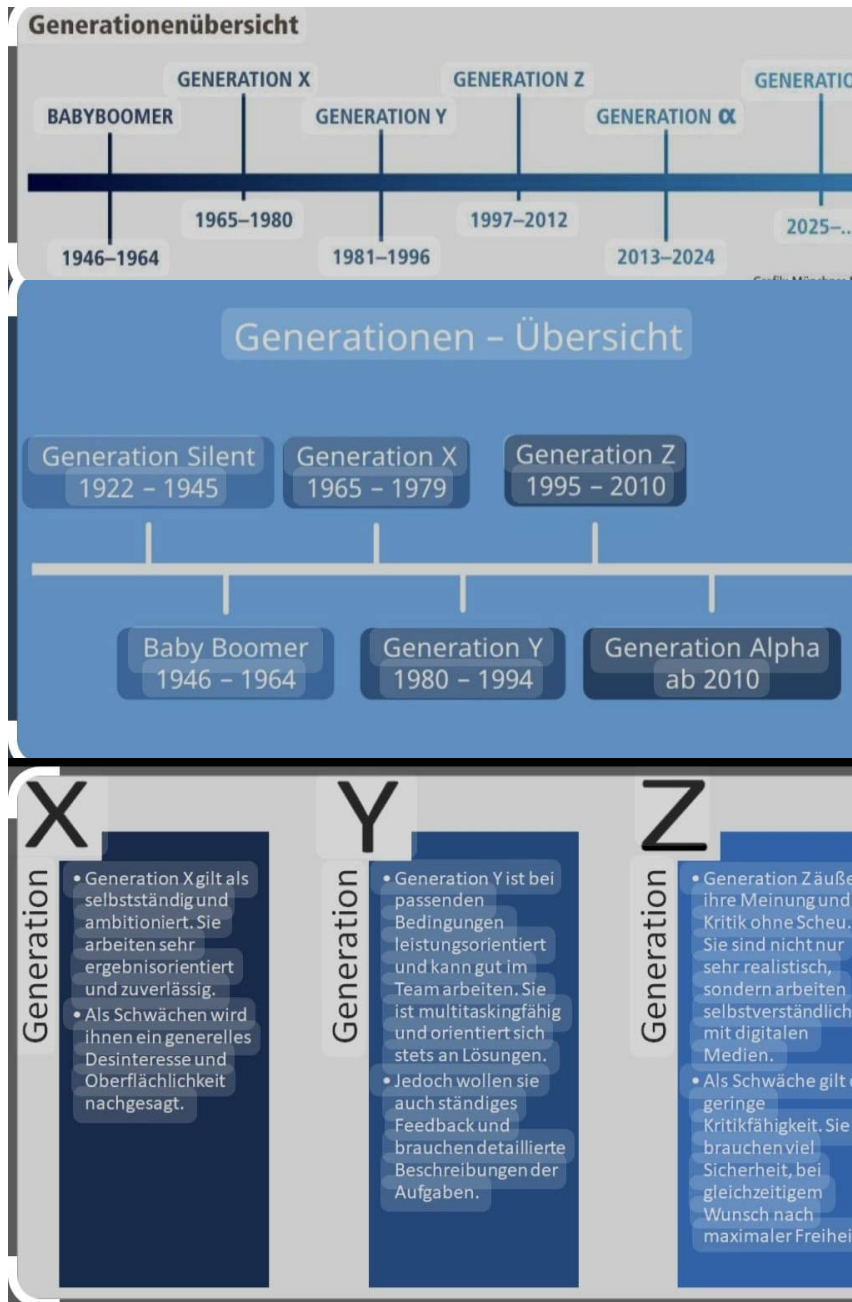 Generationenübersicht
GENERATION X
GENERATION Z
GENERATIO
BABYBOOMER
GENERATION Y
GENERATION α
1965–1980
1997–2012
2025–..
1946–1964
1981–1996
2013–2024
Generationen – Übersicht
Generation Silent
1922 – 1945
Generation X
1965 – 1979
Generation Z
1995 – 2010
Baby Boomer
1946 – 1964
Generation Y
1980 – 1994
Generation Alpha
ab 2010
X
Generation
• Generation X gilt als
selbstständig und
ambitioniert. Sie
arbeiten sehr
ergebnisorientiert
und zuverlässig.
• Als Schwächen wird
ihnen ein generelles
Desinteresse und
Oberflächlichkeit
nachgesagt.
Y
Generation
• Generation Y ist bei
passenden
Bedingungen
leistungsorientiert
und kann gut im
Team arbeiten. Sie
ist multitaskingfähig
und orientiert sich
stets an Lösungen.
• Jedoch wollen sie
auch ständiges
Feedback und
brauchen detaillierte
Beschreibungen der
Aufgaben.
Z
Generation
• Generation Z äuße
ihre Meinung und
Kritik ohne Scheu.
Sie sind nicht nur
sehr realistisch,
sondern arbeiten
selbstverständlich
mit digitalen
Medien.
• Als Schwäche gilt
geringe
Kritikfähigkeit. Sie
brauchen viel
Sicherheit, bei
gleichzeitigem
Wunsch nach
maximaler Freihei